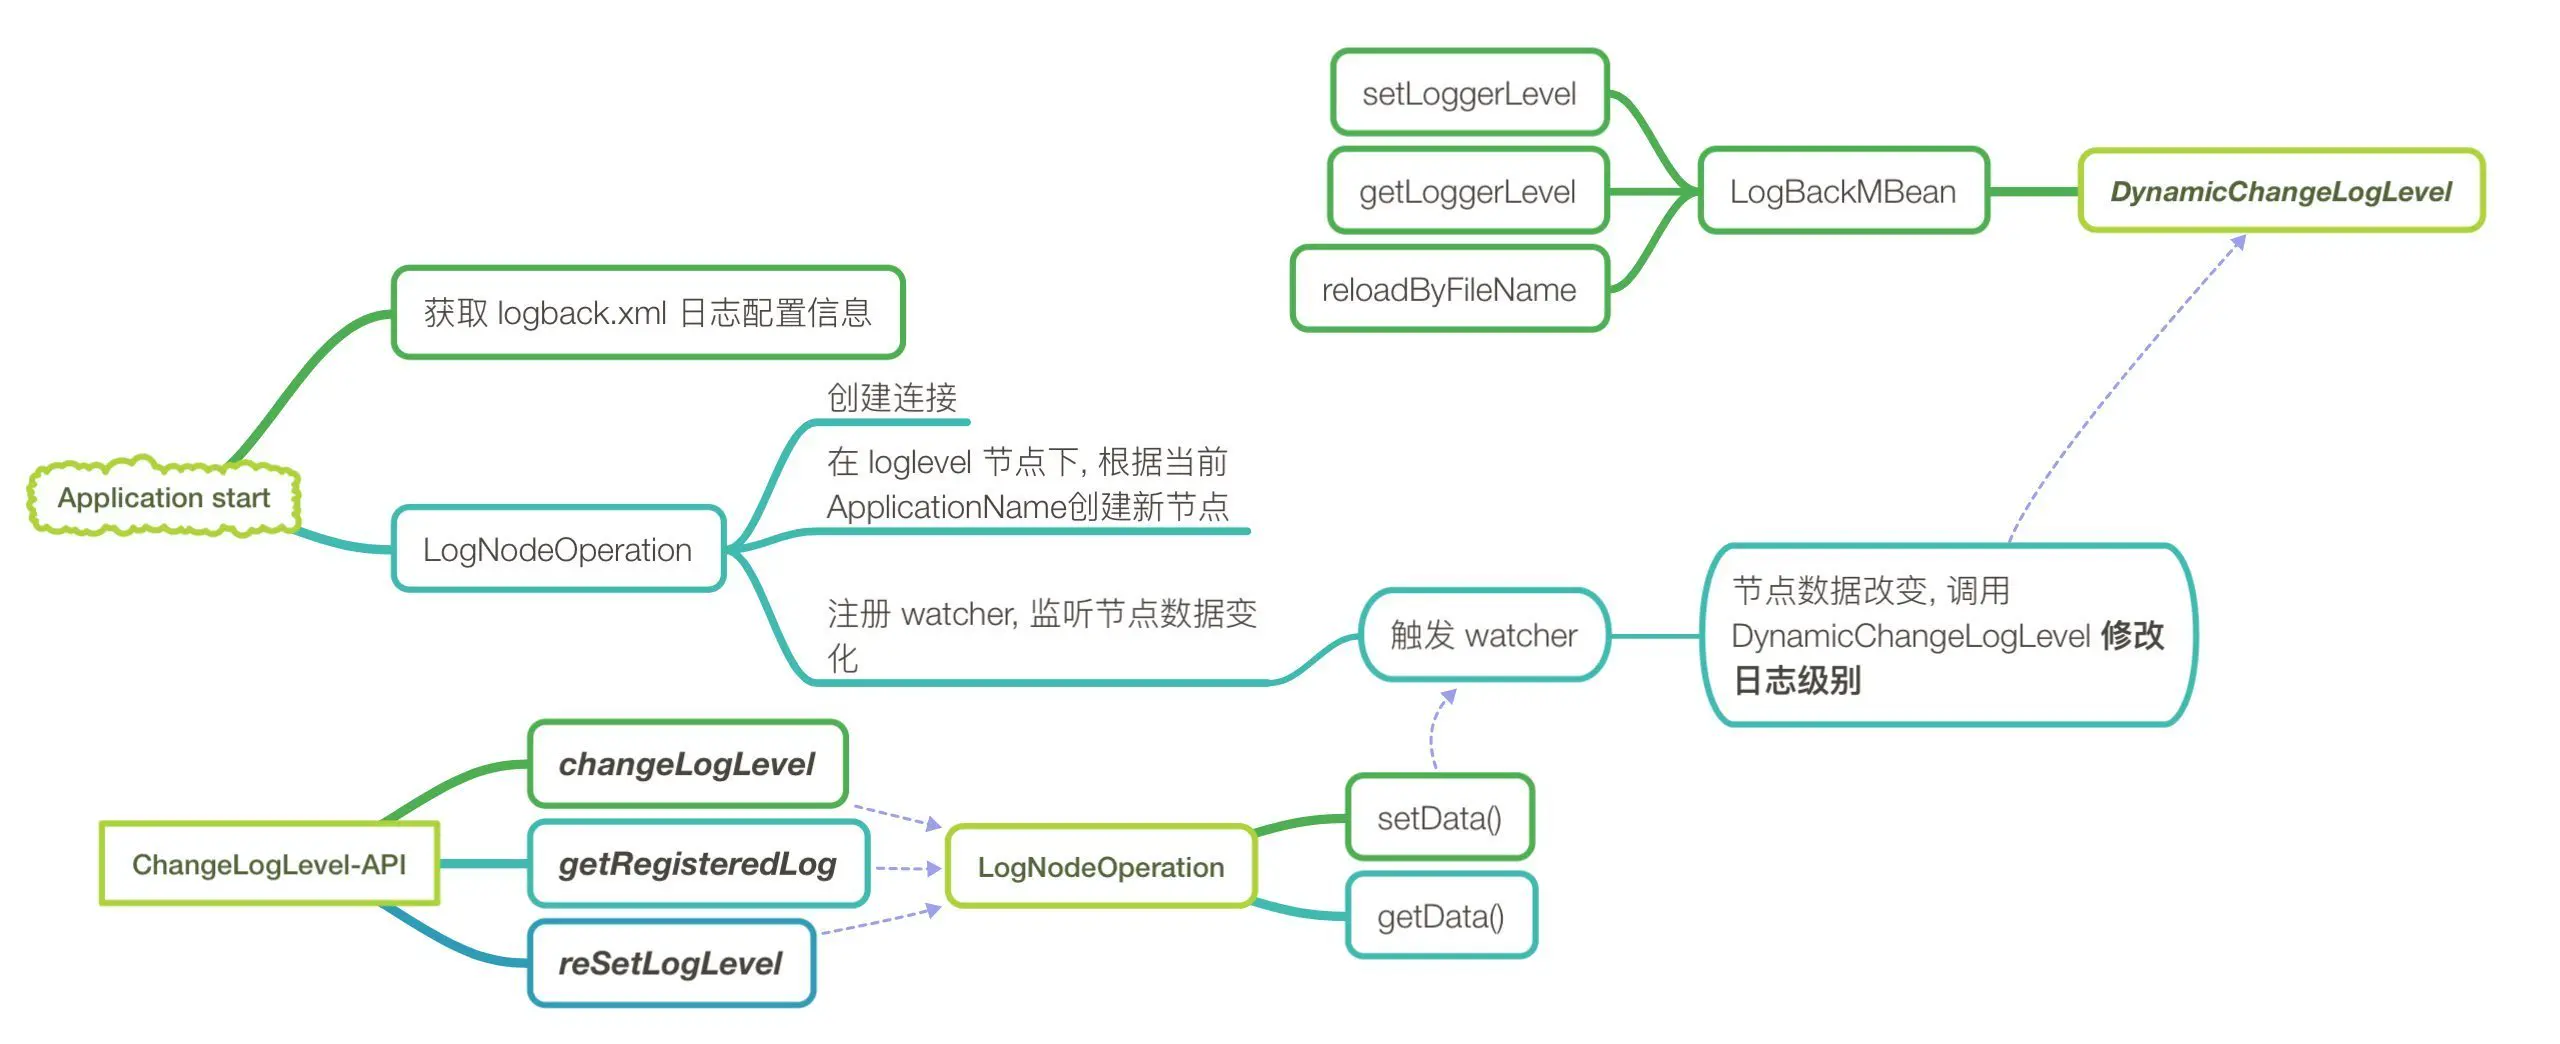 setLoggerLevel
getLoggerLevel
reloadByFileName
LogBackMBean
DynamicChangeLogLevel
获取 logback.xml 日志配置信息
Application start
LogNodeOperation
创建连接
在 loglevel 节点下, 根据当前
ApplicationName创建新节点
注册 watcher, 监听节点数据变
化
触发 watcher
节点数据改变, 调用
DynamicChangeLogLevel 修改
日志级别
ChangeLogLevel-API
changeLogLevel
getRegisteredLog
reSetLogLevel
LogNodeOperation
setData()
getData()